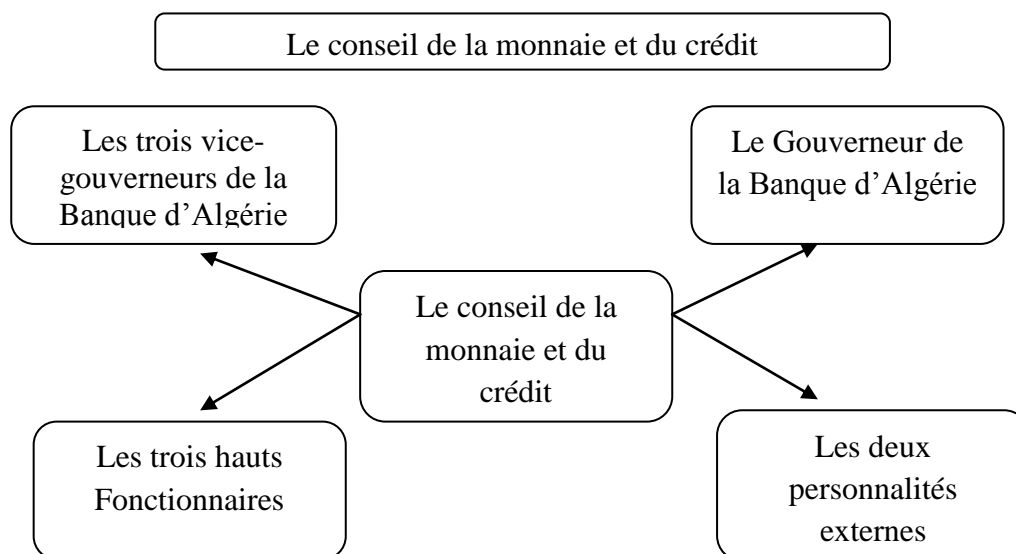 Le conseil de la monnaie et du crédit
Les trois vice-
gouverneurs de la
Banque d’Algérie
Le Gouverneur de
la Banque d’Algérie
Le conseil de la
monnaie et du
crédit
Les trois hauts
Fonctionnaires
Les deux
personnalités
externes